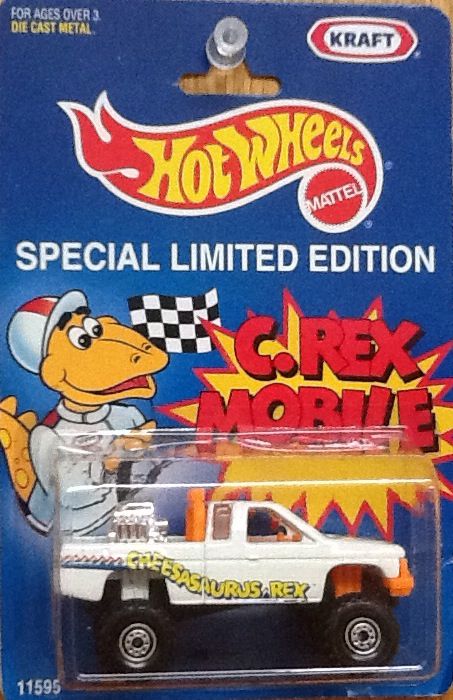 FOR AGES OVER 3.
DIE CAST METAL.
KRAFT
HOT WHEELS
MATTEL
SPECIAL LIMITED EDITION
C.REX
MOBILE
CHEESASAURUS REX
11595